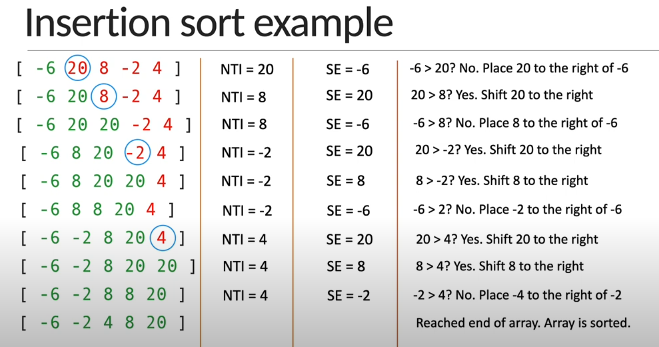 Insertion sort example
[ -6 20 8 -2 4 ] NTI = 20 SE = -6 -6 > 20? No. Place 20 to the right of -6
[ -6 20 8 -2 4 ] NTI = 8 SE = 20 20 > 8? Yes. Shift 20 to the right
[ -6 20 20 -2 4 ] NTI = 8 SE = -6 -6 > 8? No. Place 8 to the right of -6
[ -6 8 20 -2 4 ] NTI = -2 SE = 20 20 > -2? Yes. Shift 20 to the right
[ -6 8 20 20 4 ] NTI = -2 SE = 8 8 > -2? Yes. Shift 8 to the right
[ -6 8 8 20 4 ] NTI = -2 SE = -6 -6 > 2? No. Place -2 to the right of -6
[ -6 -2 8 20 4 ] NTI = 4 SE = 20 20 > 4? Yes. Shift 20 to the right
[ -6 -2 8 20 20 ] NTI = 4 SE = 8 8 > 4? Yes. Shift 8 to the right
[ -6 -2 8 8 20 ] NTI = 4 SE = -2 -2 > 4? No. Place -4 to the right of -2
[ -6 -2 4 8 20 ] Reached end of array. Array is sorted.